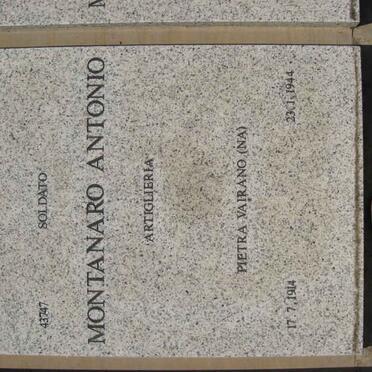 43747 SOLDATO
MONTANARO ANTONIO
ARTIGLIERIA
PIETRA VAIRANO (NA)
17.7.1914 23.1.1944